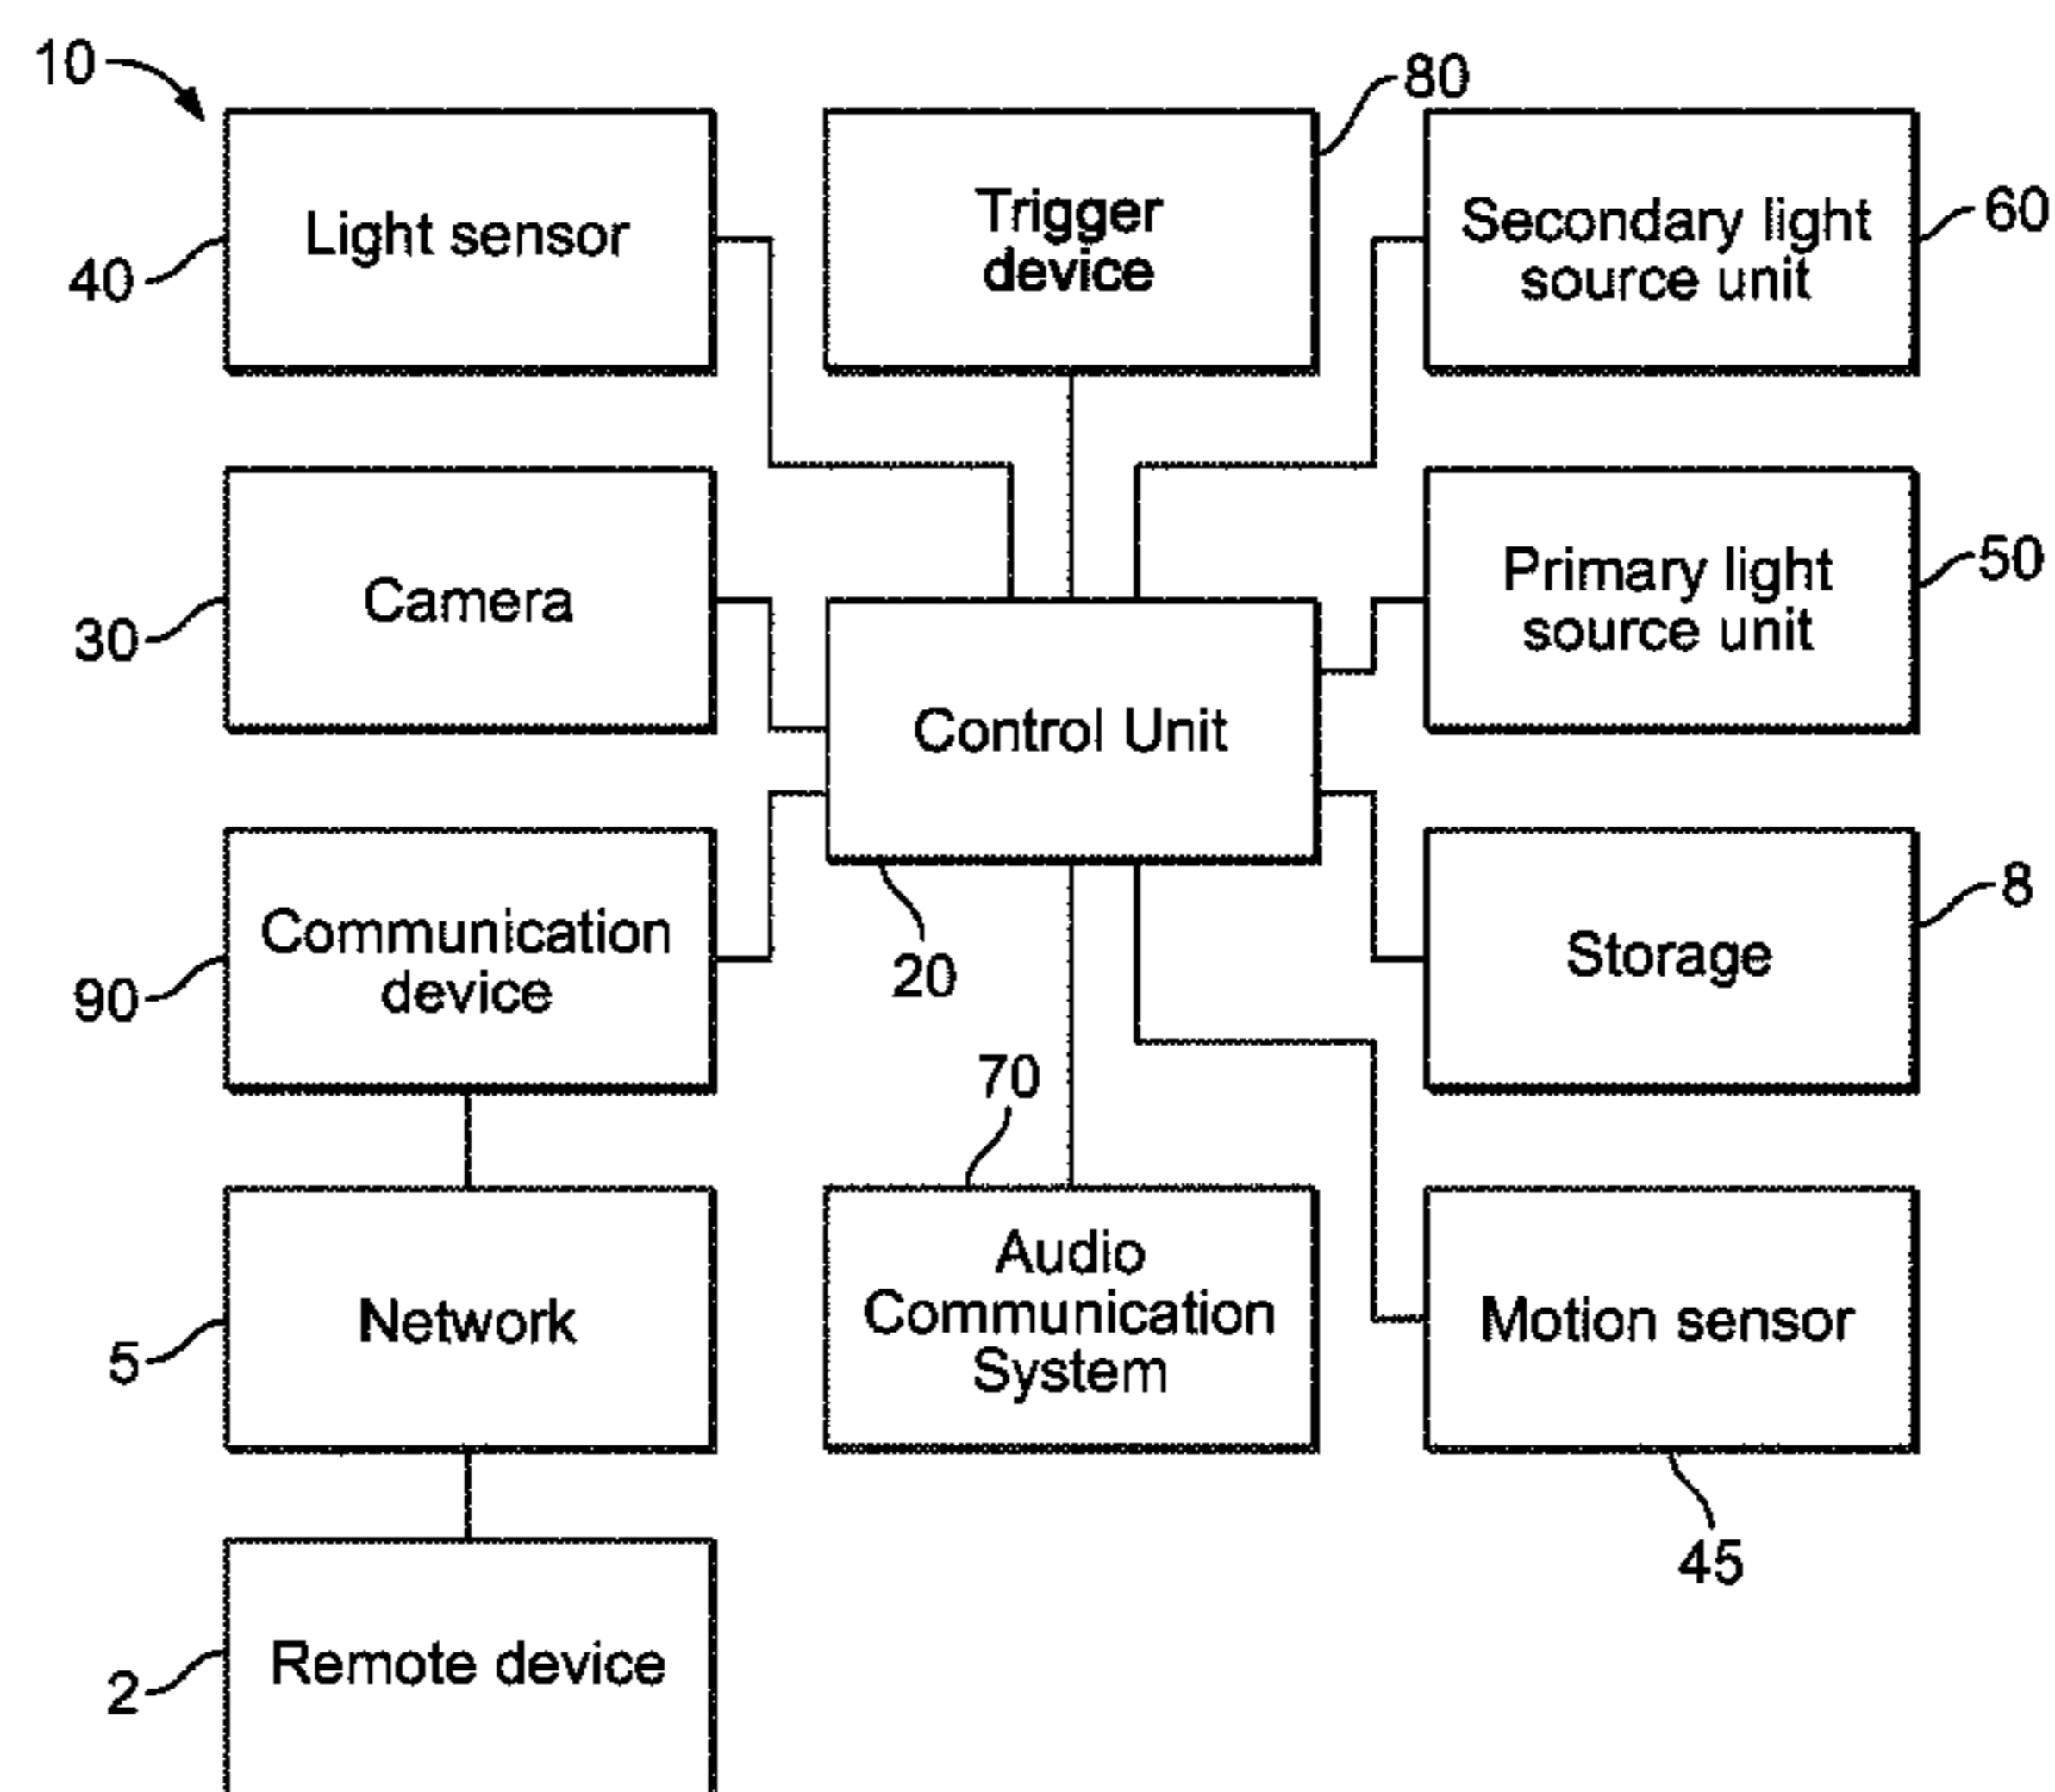 10
80
Light sensor
40
Trigger
device
Secondary light
source unit
60
Camera
30
Primary light
source unit
50
Control Unit
20
Communication
device
90
Storage
8
70
Network
5
Audio
Communication
System
Motion sensor
45
Remote device
2